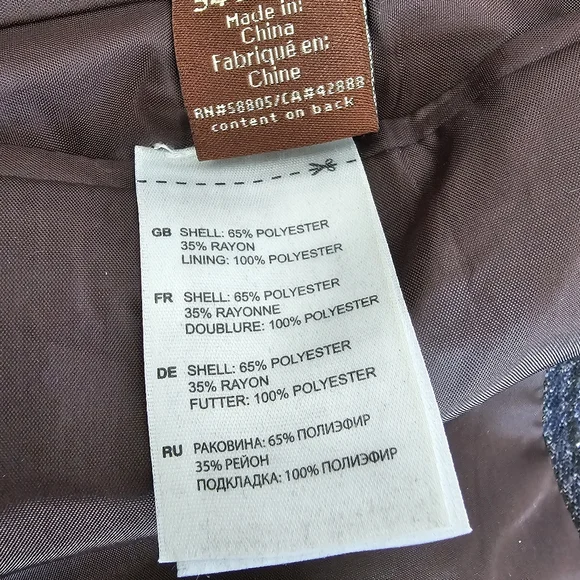 Made in:
China
Fabriqué en:
Chine
RN#58805/CA#42888
content on back
GB SHELL: 65% POLYESTER
35% RAYON
LINING: 100% POLYESTER
FR SHELL: 65% POLYESTER
35% RAYONNE
DOUBLURE: 100% POLYESTER
DE SHELL: 65% POLYESTER
35% RAYON
FUTTER: 100% POLYESTER
RU РАКОВИНА: 65% ПОЛИЭФИР
35% РЕЙОН
ПОДКЛАДКА: 100% ПОЛИЭФИР